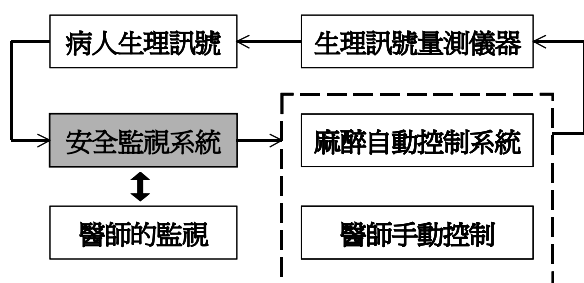 病人生理訊號
生理訊號量測儀器
安全監視系統
麻醉自動控制系統
醫師的監視
醫師手動控制